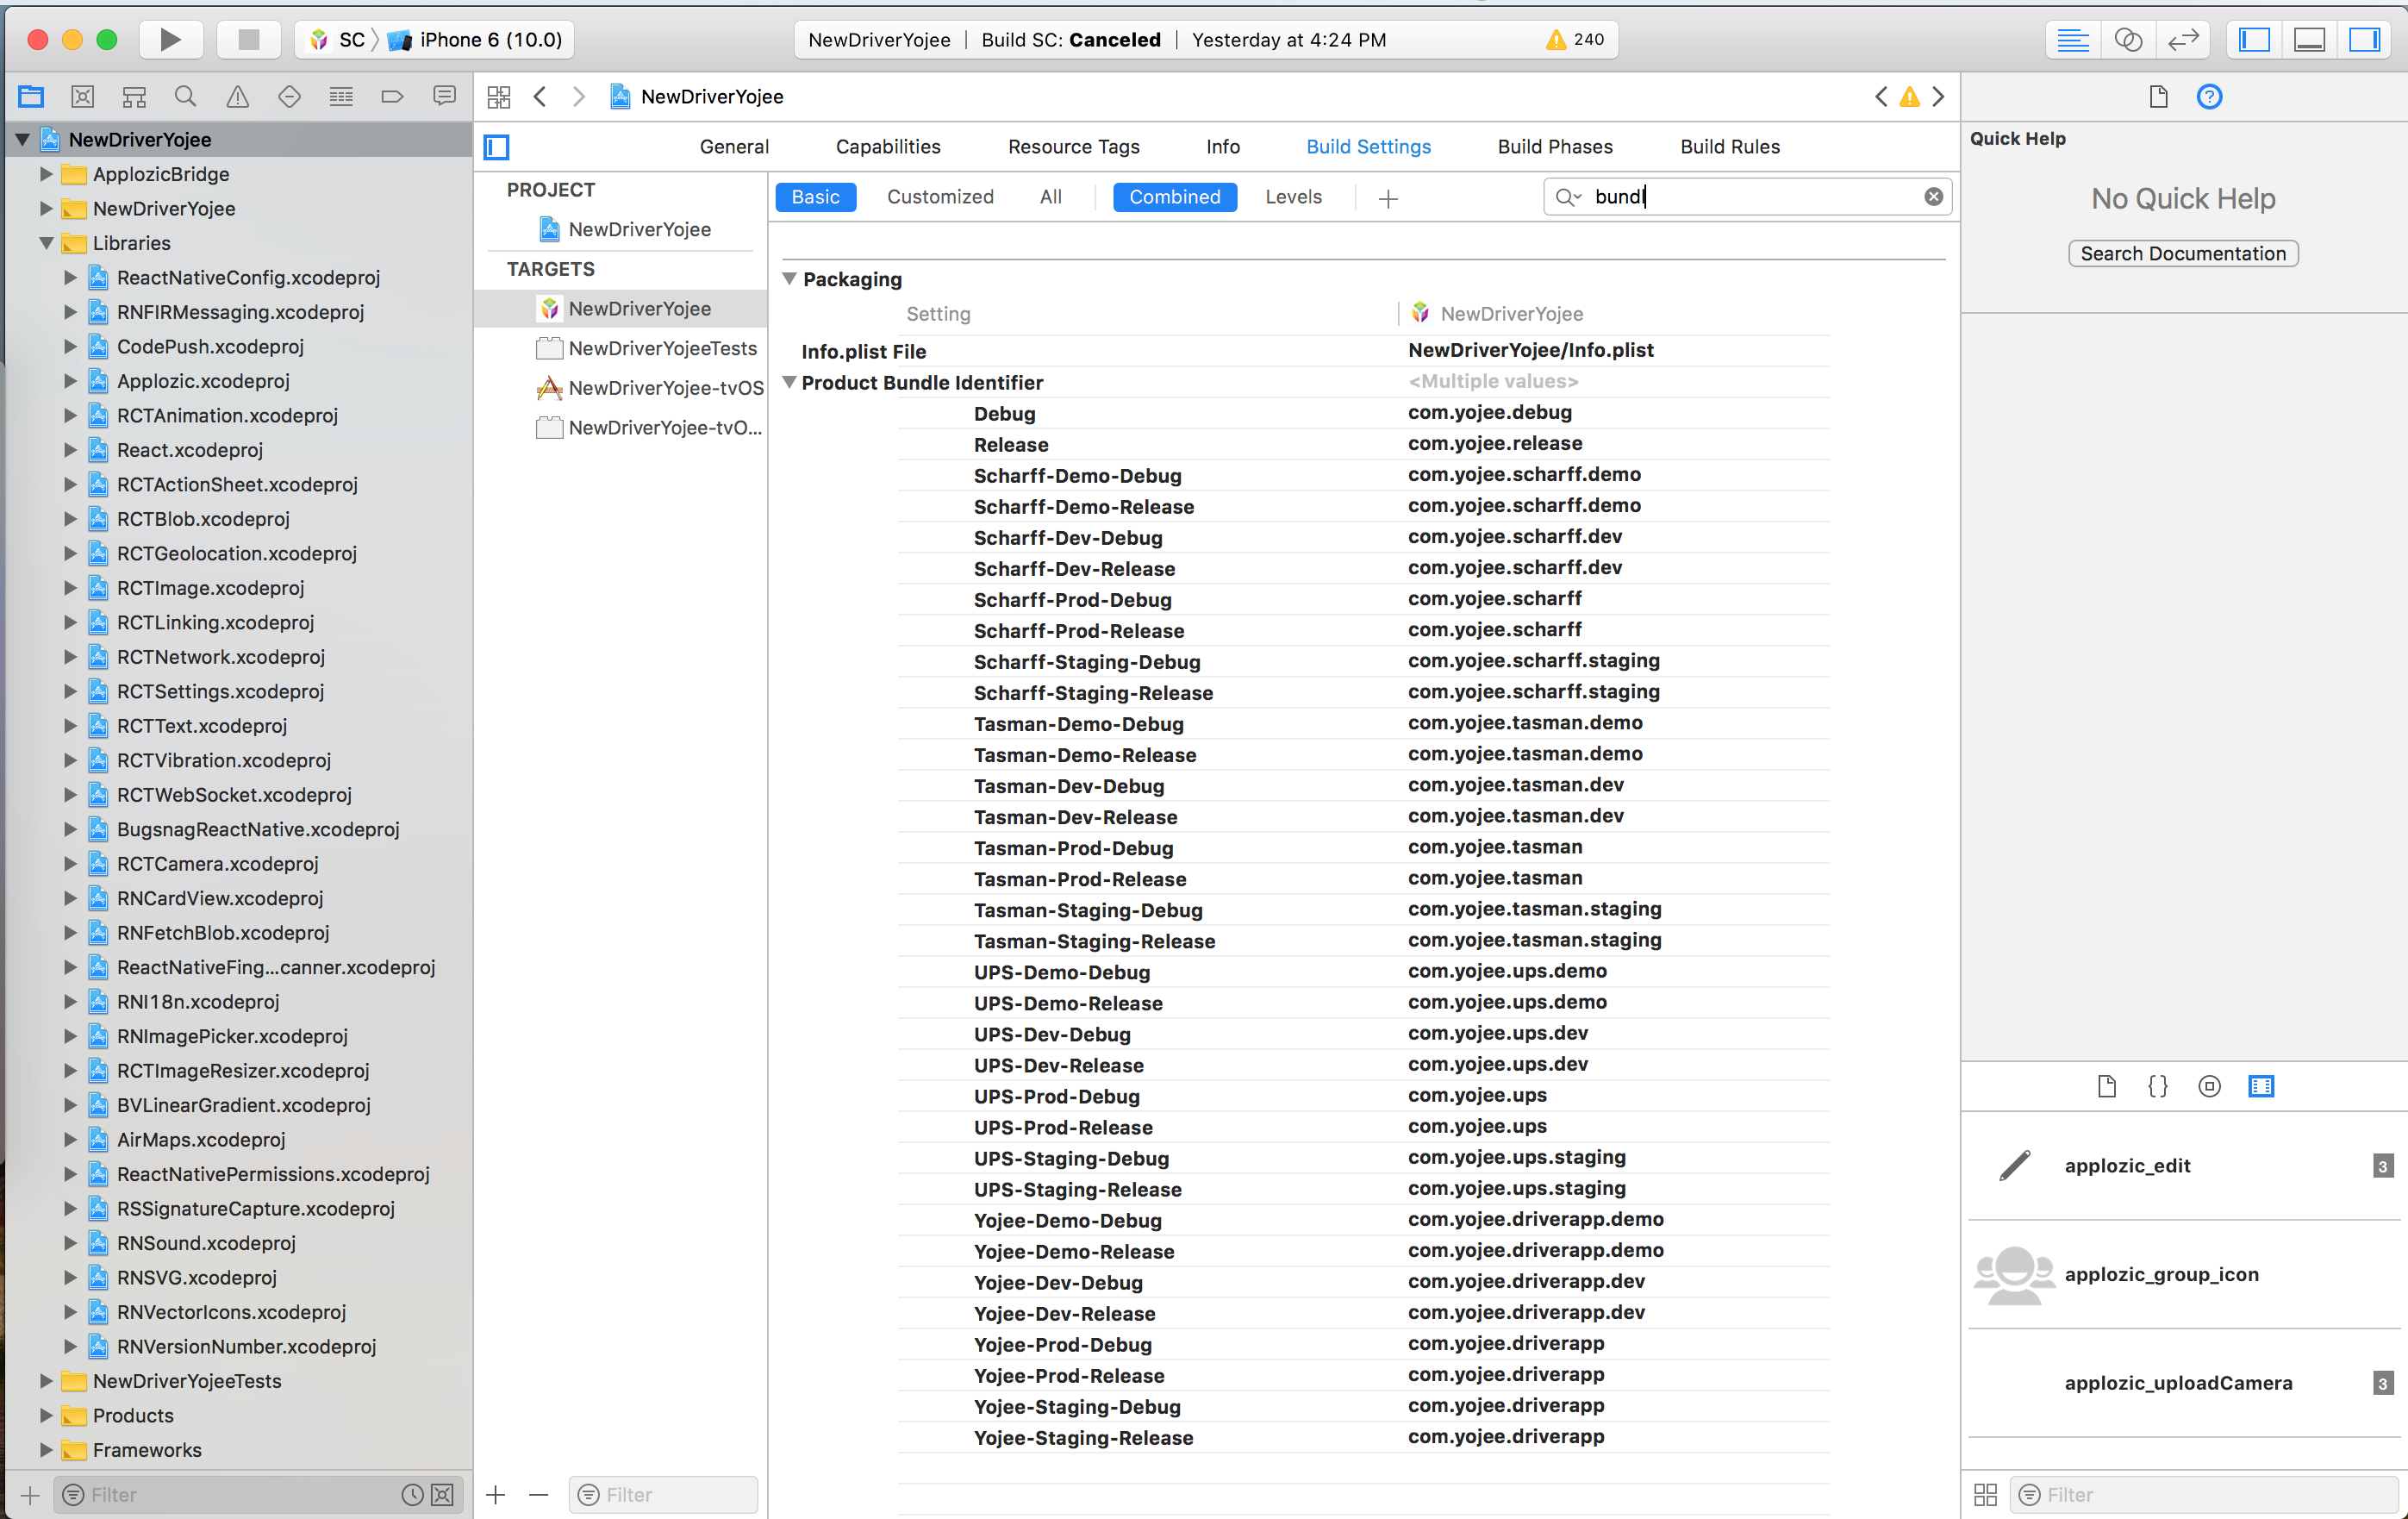 SC
iPhone 6 (10.0)
NewDriverYojee | Build SC: Canceled | Yesterday at 4:24 PM
240
NewDriverYojee
ApplozicBridge
NewDriverYojee
Libraries
ReactNativeConfig.xcodeproj
RNFIRMessaging.xcodeproj
CodePush.xcodeproj
Applozic.xcodeproj
RCTAnimation.xcodeproj
React.xcodeproj
RCTActionSheet.xcodeproj
RCTBlob.xcodeproj
RCTGeolocation.xcodeproj
RCTImage.xcodeproj
RCTLinking.xcodeproj
RCTNetwork.xcodeproj
RCTSettings.xcodeproj
RCTText.xcodeproj
RCTVibration.xcodeproj
RCTWebSocket.xcodeproj
BugsnagReactNative.xcodeproj
RCTCamera.xcodeproj
RNCardView.xcodeproj
RNFetchBlob.xcodeproj
ReactNativeFing...canner.xcodeproj
RNI18n.xcodeproj
RNImagePicker.xcodeproj
RCTImageResizer.xcodeproj
BVLinearGradient.xcodeproj
AirMaps.xcodeproj
ReactNativePermissions.xcodeproj
RSSignatureCapture.xcodeproj
RNSound.xcodeproj
RNSVG.xcodeproj
RNVectorIcons.xcodeproj
RNVersionNumber.xcodeproj
NewDriverYojeeTests
Products
Frameworks
Filter
NewDriverYojee
General Capabilities Resource Tags Info Build Settings Build Phases Build Rules
PROJECT
NewDriverYojee
TARGETS
NewDriverYojee
NewDriverYojeeTests
NewDriverYojee-tvOS
NewDriverYojee-tvO...
Filter
Basic Customized All Combined Levels
bundl
Packaging
Setting NewDriverYojee
Info.plist File NewDriverYojee/Info.plist
Product Bundle Identifier <Multiple values>
Debug com.yojee.debug
Release com.yojee.release
Scharff-Demo-Debug com.yojee.scharff.demo
Scharff-Demo-Release com.yojee.scharff.demo
Scharff-Dev-Debug com.yojee.scharff.dev
Scharff-Dev-Release com.yojee.scharff.dev
Scharff-Prod-Debug com.yojee.scharff
Scharff-Prod-Release com.yojee.scharff
Scharff-Staging-Debug com.yojee.scharff.staging
Scharff-Staging-Release com.yojee.scharff.staging
Tasman-Demo-Debug com.yojee.tasman.demo
Tasman-Demo-Release com.yojee.tasman.demo
Tasman-Dev-Debug com.yojee.tasman.dev
Tasman-Dev-Release com.yojee.tasman.dev
Tasman-Prod-Debug com.yojee.tasman
Tasman-Prod-Release com.yojee.tasman
Tasman-Staging-Debug com.yojee.tasman.staging
Tasman-Staging-Release com.yojee.tasman.staging
UPS-Demo-Debug com.yojee.ups.demo
UPS-Demo-Release com.yojee.ups.demo
UPS-Dev-Debug com.yojee.ups.dev
UPS-Dev-Release com.yojee.ups.dev
UPS-Prod-Debug com.yojee.ups
UPS-Prod-Release com.yojee.ups
UPS-Staging-Debug com.yojee.ups.staging
UPS-Staging-Release com.yojee.ups.staging
Yojee-Demo-Debug com.yojee.driverapp.demo
Yojee-Demo-Release com.yojee.driverapp.demo
Yojee-Dev-Debug com.yojee.driverapp.dev
Yojee-Dev-Release com.yojee.driverapp.dev
Yojee-Prod-Debug com.yojee.driverapp
Yojee-Prod-Release com.yojee.driverapp
Yojee-Staging-Debug com.yojee.driverapp
Yojee-Staging-Release com.yojee.driverapp
Quick Help
No Quick Help
Search Documentation
applozic_edit 3
applozic_group_icon
applozic_uploadCamera 3
Filter